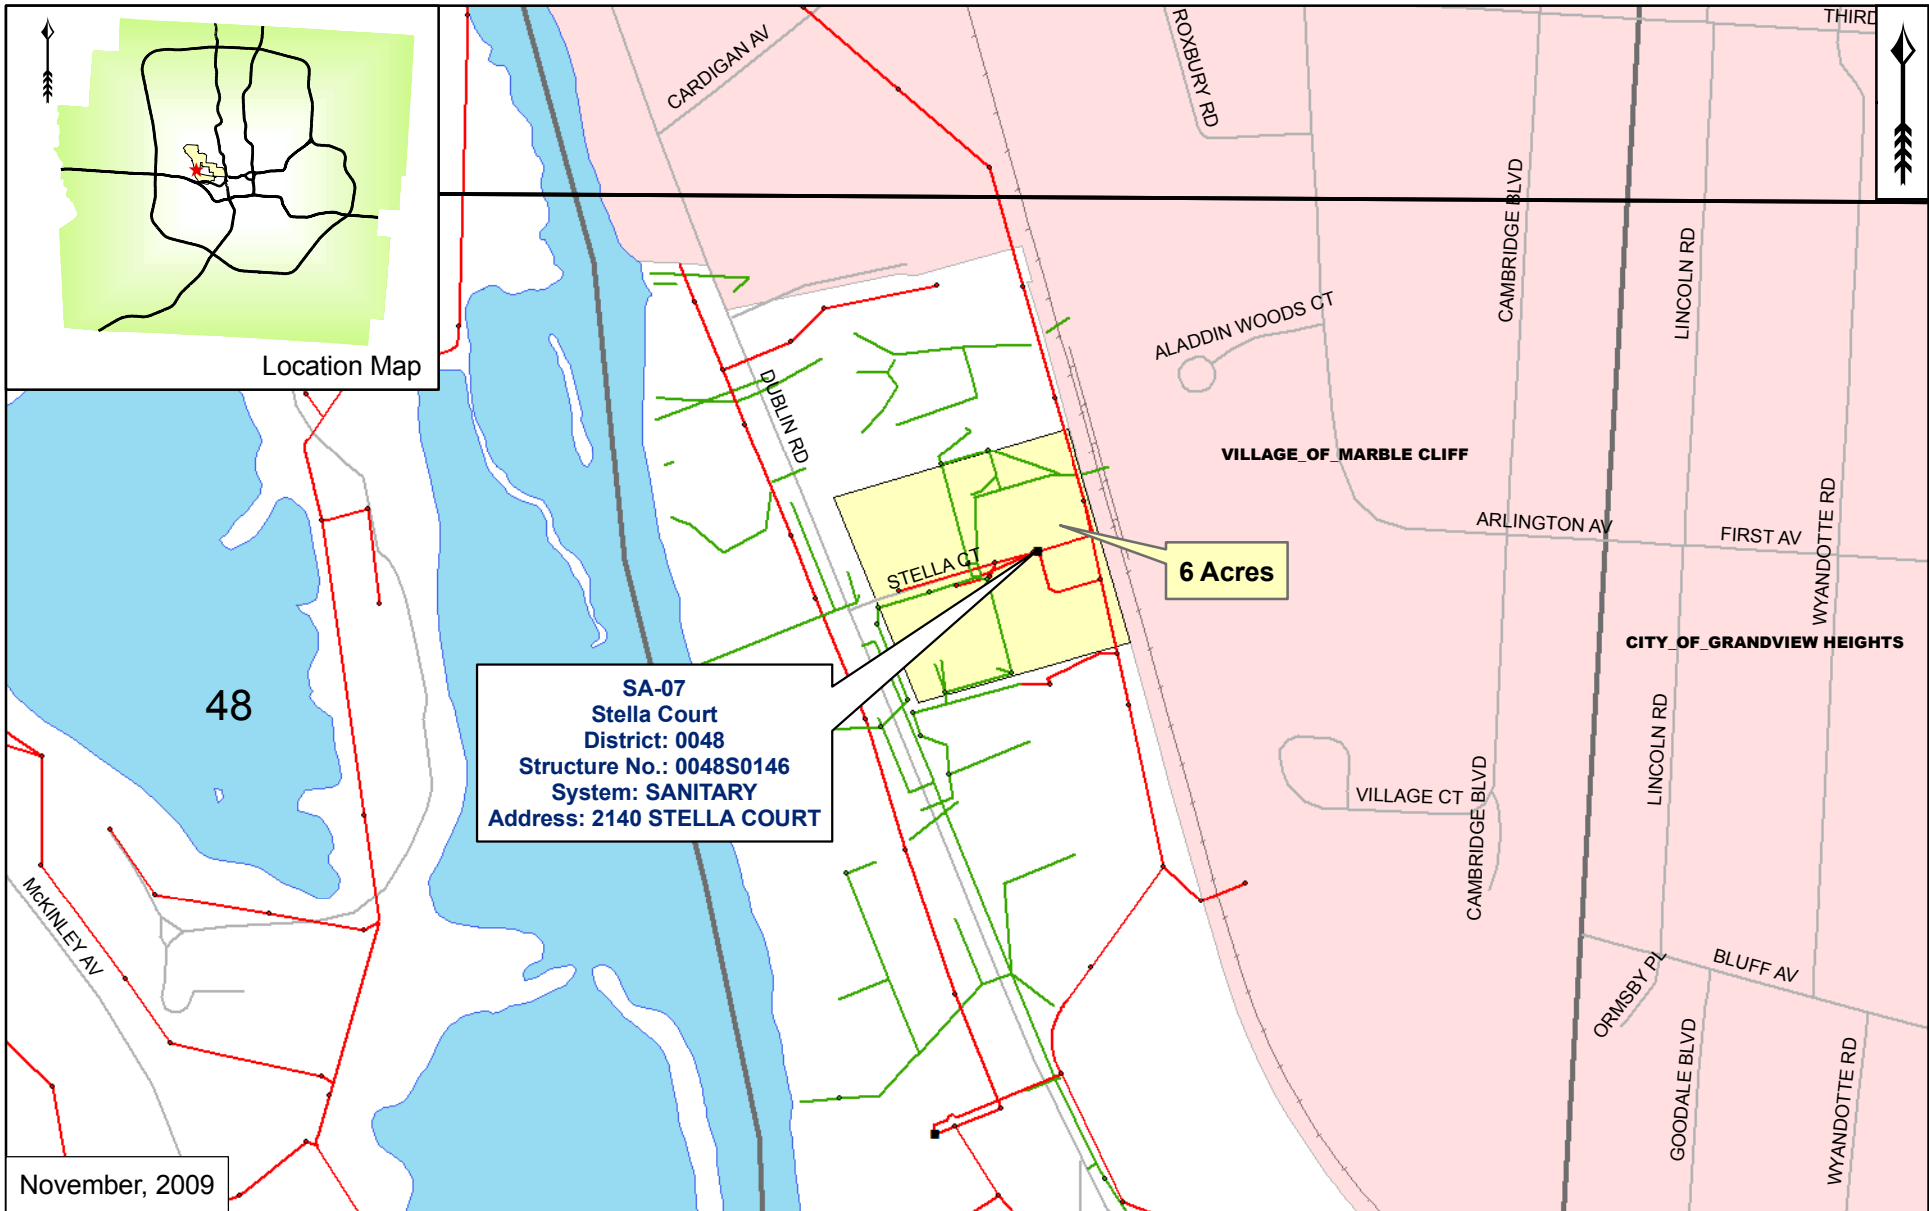 Location Map
CARDIGAN AV
ROXBURY RD
THIRD
CAMBRIDGE BLVD
LINCOLN RD
ALADDIN WOODS CT
DUBLIN RD
VILLAGE_OF_MARBLE CLIFF
WYANDOTTE RD
ARLINGTON AV
FIRST AV
STELLA CT
6 Acres
CITY_OF_GRANDVIEW HEIGHTS
48
SA-07
Stella Court
District: 0048
Structure No.: 0048S0146
System: SANITARY
Address: 2140 STELLA COURT
LINCOLN RD
VILLAGE CT
CAMBRIDGE BLVD
McKINLEY AV
ORMSBY PL
BLUFF AV
GOODALE BLVD
WYANDOTTE RD
November, 2009